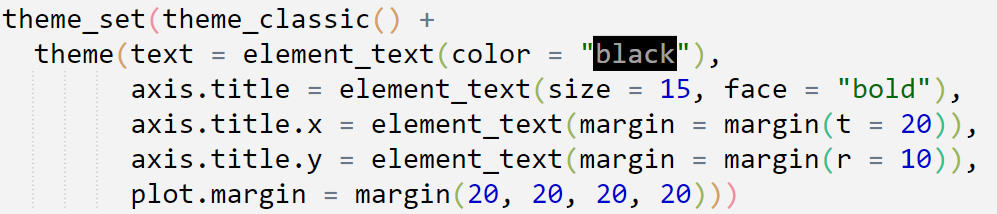 theme_set(theme_classic() +
  theme(text = element_text(color = "black"),
        axis.title = element_text(size = 15, face = "bold"),
        axis.title.x = element_text(margin = margin(t = 20)),
        axis.title.y = element_text(margin = margin(r = 10)),
        plot.margin = margin(20, 20, 20, 20)))